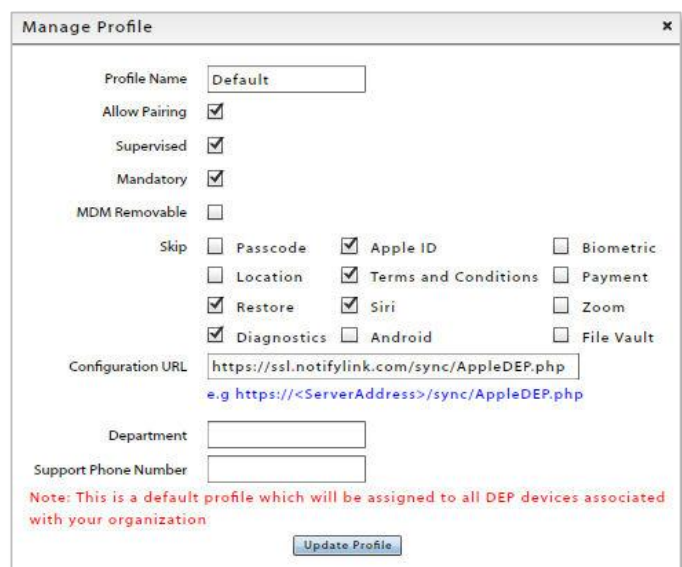 Manage Profile x
Profile Name Default
Allow Pairing
Supervised
Mandatory
MDM Removable
Skip Passcode Apple ID Biometric
Location Terms and Conditions Payment
Restore Siri Zoom
Diagnostics Android File Vault
Configuration URL https://ssl.notifylink.com/sync/AppleDEP.php
e.g https://<ServerAddress>/sync/AppleDEP.php
Department
Support Phone Number
Note: This is a default profile which will be assigned to all DEP devices associated
with your organization
Update Profile